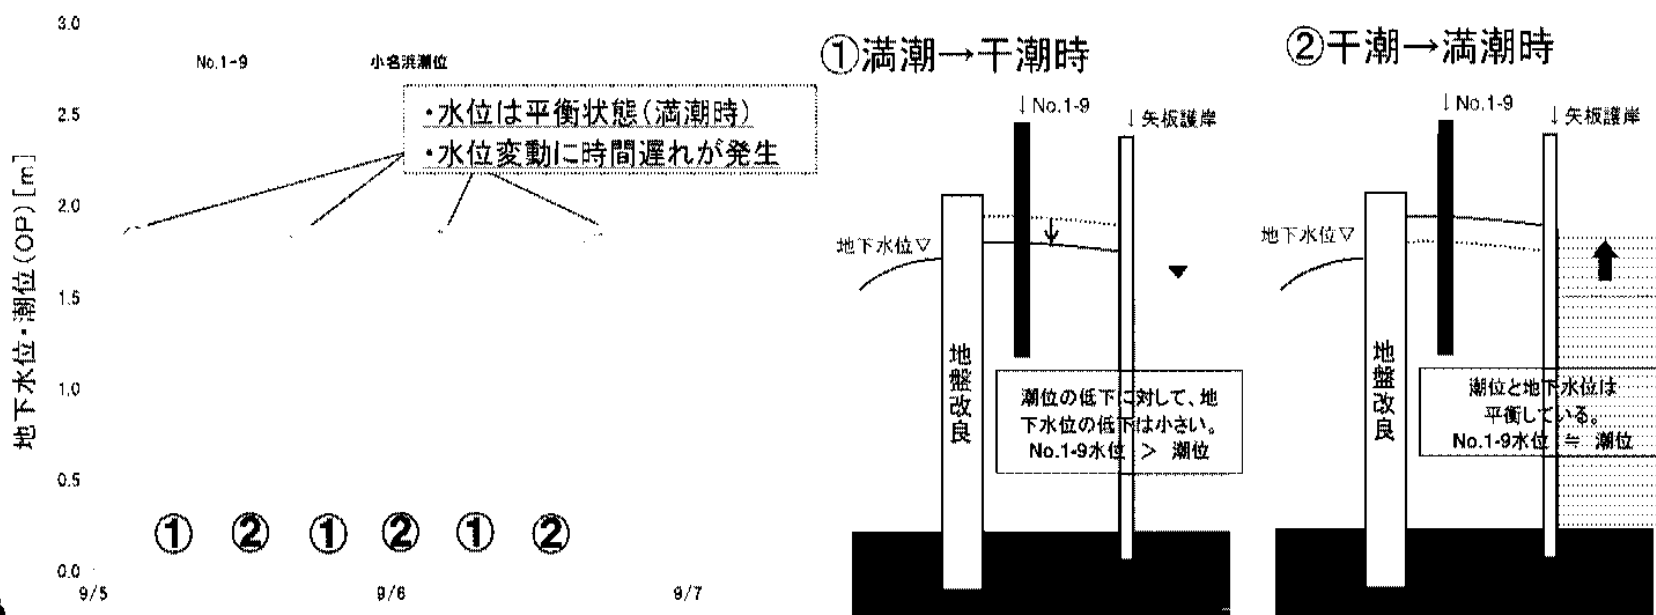 3.0
No.1-9
小名浜潮位
・水位は平衡状態(満潮時)
・水位変動に時間遅れが発生
2.5
2.0
1.5
1.0
0.5
0.0
地下水位・潮位(OP)[m]
① ② ① ② ① ②
9/5
9/6
9/7
①満潮→干潮時
↓No.1-9
↓矢板護岸
地下水位▽
地盤改良
潮位の低下に対して、地
下水位の低下は小さい。
No.1-9水位 > 潮位
②干潮→満潮時
↓No.1-9
↓矢板護岸
地下水位▽
地盤改良
潮位と地下水位は
平衡している。
No.1-9水位 ≒ 潮位